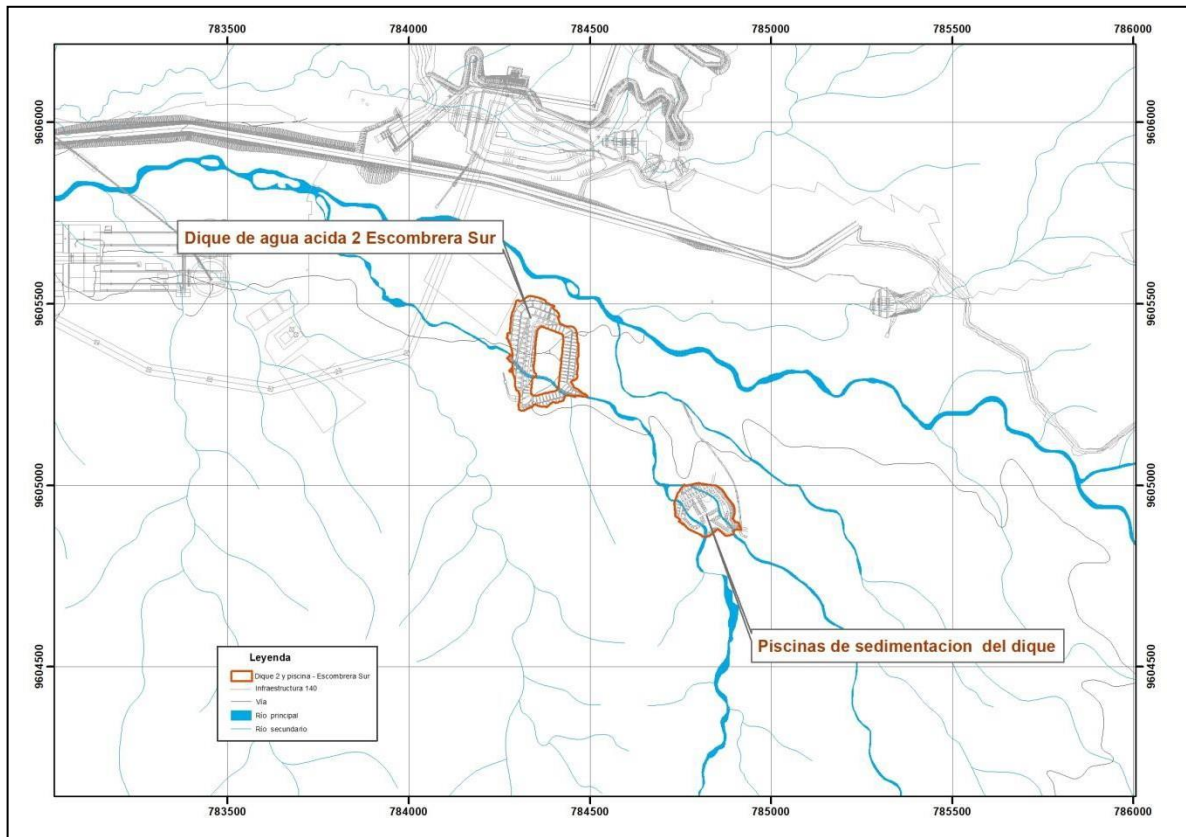 783500 784000 784500 785000 785500 786000
9606000 9606000
Dique de agua acida 2 Escombrera Sur
9605500 9605500
9605000 9605000
Piscinas de sedimentacion del dique
9604500 9604500
Leyenda
Dique 2 y piscina - Escombrera Sur
Infraestructura 140
Vía
Río principal
Río secundario
783500 784000 784500 785000 785500 786000